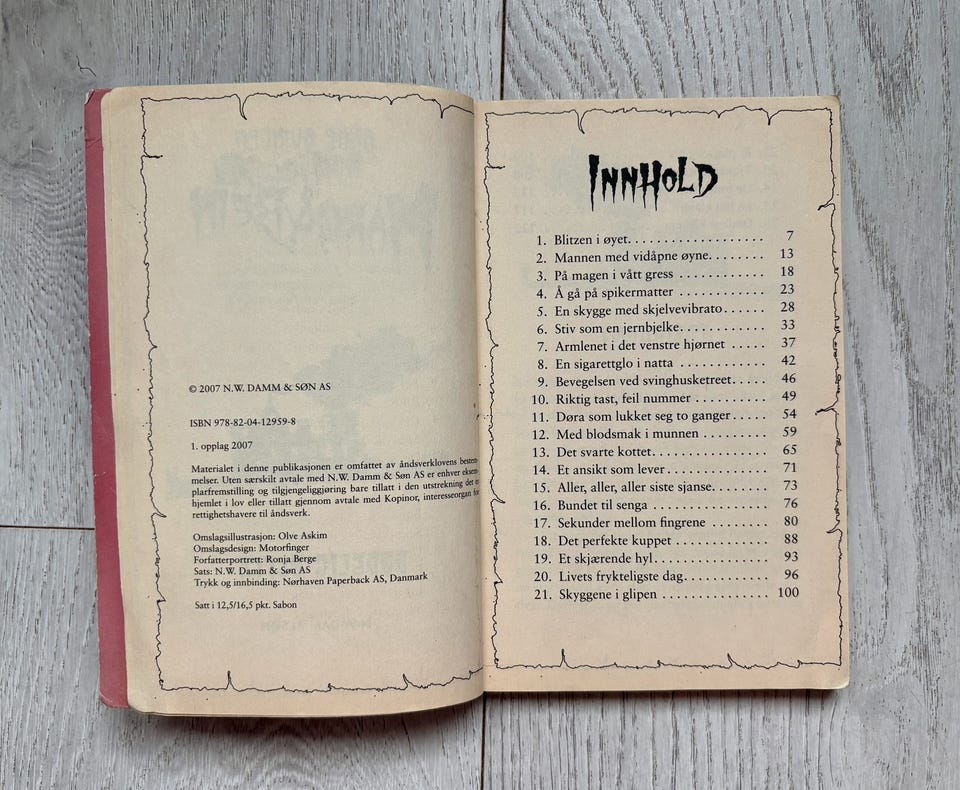 © 2007 N.W. DAMM & SØN AS
ISBN 978-82-04-12959-8
1. opplag 2007
Materialet i denne publikasjonen er omfattet av åndsverklovens bestem-
melser. Uten særskilt avtale med N.W. Damm & Søn AS er enhver eksem-
plarfremstilling og tilgjengeliggjøring bare tillatt i den utstrekning det
hjemlet i lov eller tillatt gjennom avtale med Kopinor, interesseorgan for
rettighetshavere til åndsverk.
Omslagsillustrasjon: Olve Askim
Omslagsdesign: Motorfinger
Forfatterportrett: Ronja Berge
Sats: N.W. Damm & Søn AS
Trykk og innbinding: Nørhaven Paperback AS, Danmark
Satt i 12,5/16,5 pkt. Sabon
INNHOLD
1. Blitzen i øyet. . . . . . . . . . . . . . . . . . . 7
2. Mannen med vidåpne øyne. . . . . . . . 13
3. På magen i vått gress . . . . . . . . . . . . 18
4. Å gå på spikermatter . . . . . . . . . . . . 23
5. En skygge med skjelvevibrato . . . . . . 28
6. Stiv som en jernbjelke. . . . . . . . . . . . 33
7. Armlenet i det venstre hjørnet . . . . . 37
8. En sigarettglo i natta . . . . . . . . . . . . 42
9. Bevegelsen ved svinghusketreet. . . . . 46
10. Riktig tast, feil nummer . . . . . . . . . . 49
11. Døra som lukket seg to ganger . . . . . 54
12. Med blodsmak i munnen . . . . . . . . . 59
13. Det svarte kottet. . . . . . . . . . . . . . . . 65
14. Et ansikt som lever . . . . . . . . . . . . . . 71
15. Aller, aller, aller siste sjanse. . . . . . . . 73
16. Bundet til senga . . . . . . . . . . . . . . . . 76
17. Sekunder mellom fingrene . . . . . . . . 80
18. Det perfekte kuppet . . . . . . . . . . . . . 88
19. Et skjærende hyl. . . . . . . . . . . . . . . . 93
20. Livets frykteligste dag. . . . . . . . . . . . 96
21. Skyggene i glipen . . . . . . . . . . . . . . . 100